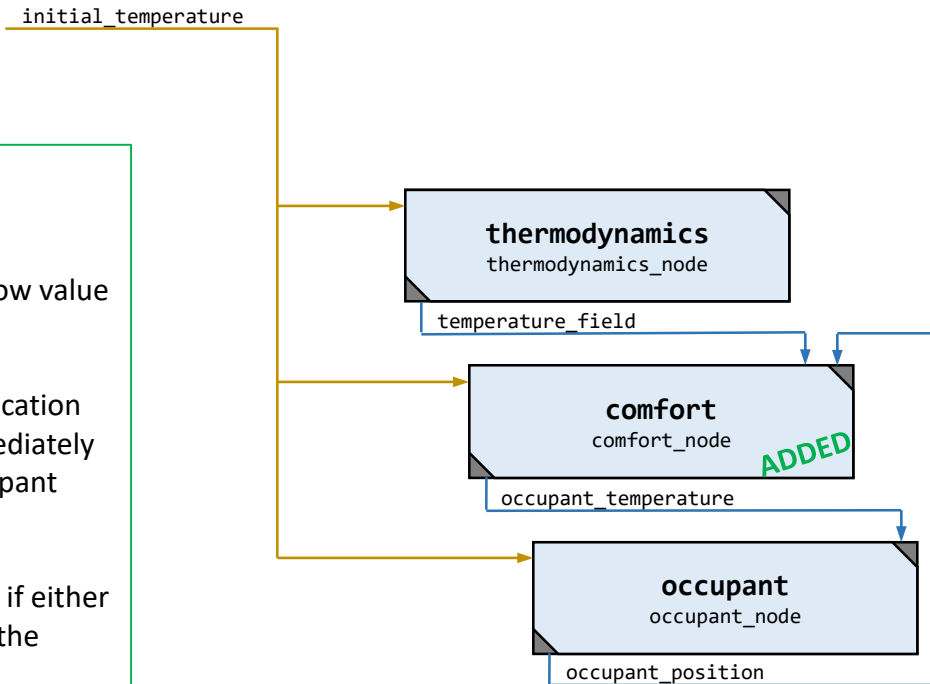 initial_temperature
ow value
cation
ediately
pant
if either
the
thermodynamics
thermodynamics_node
temperature_field
comfort
comfort_node
ADDED
occupant_temperature
occupant
occupant_node
occupant_position